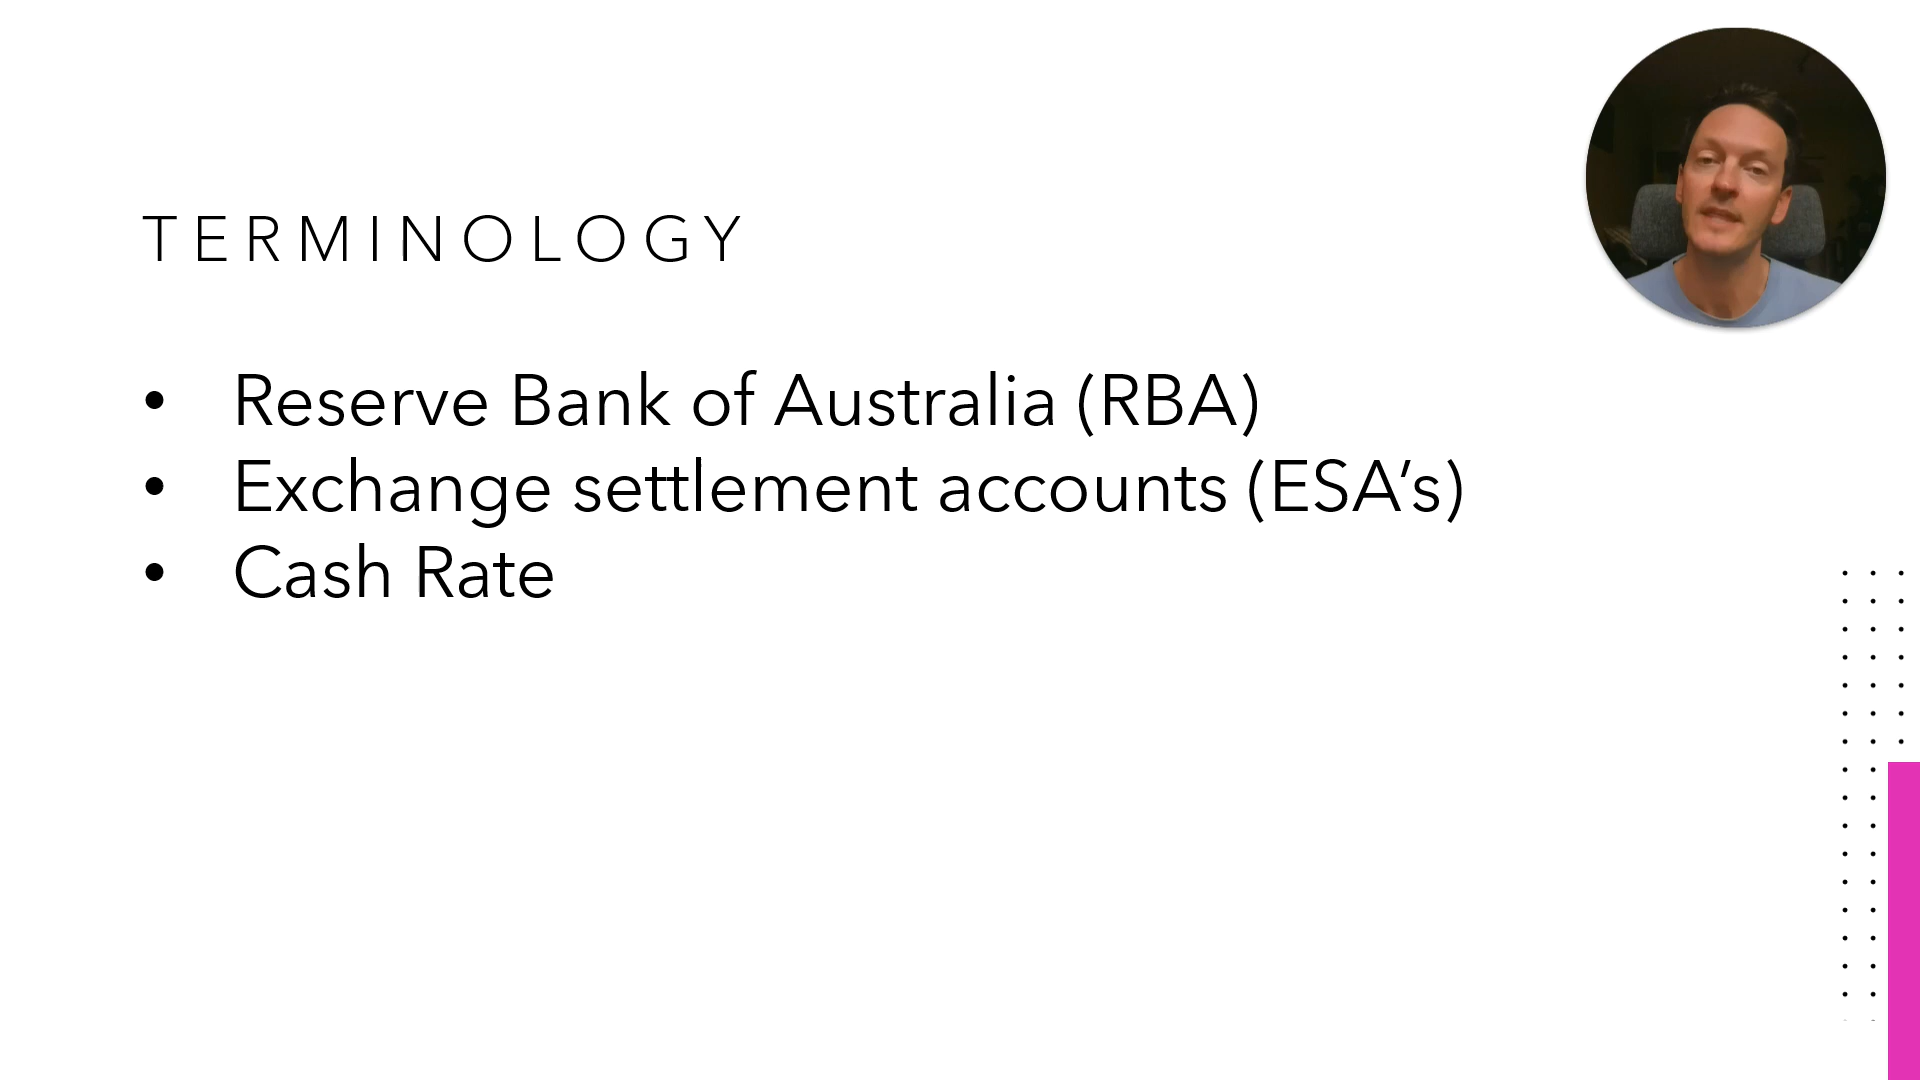 TERMINOLOGY
• Reserve Bank of Australia (RBA)
• Exchange settlement accounts (ESA’s)
• Cash Rate